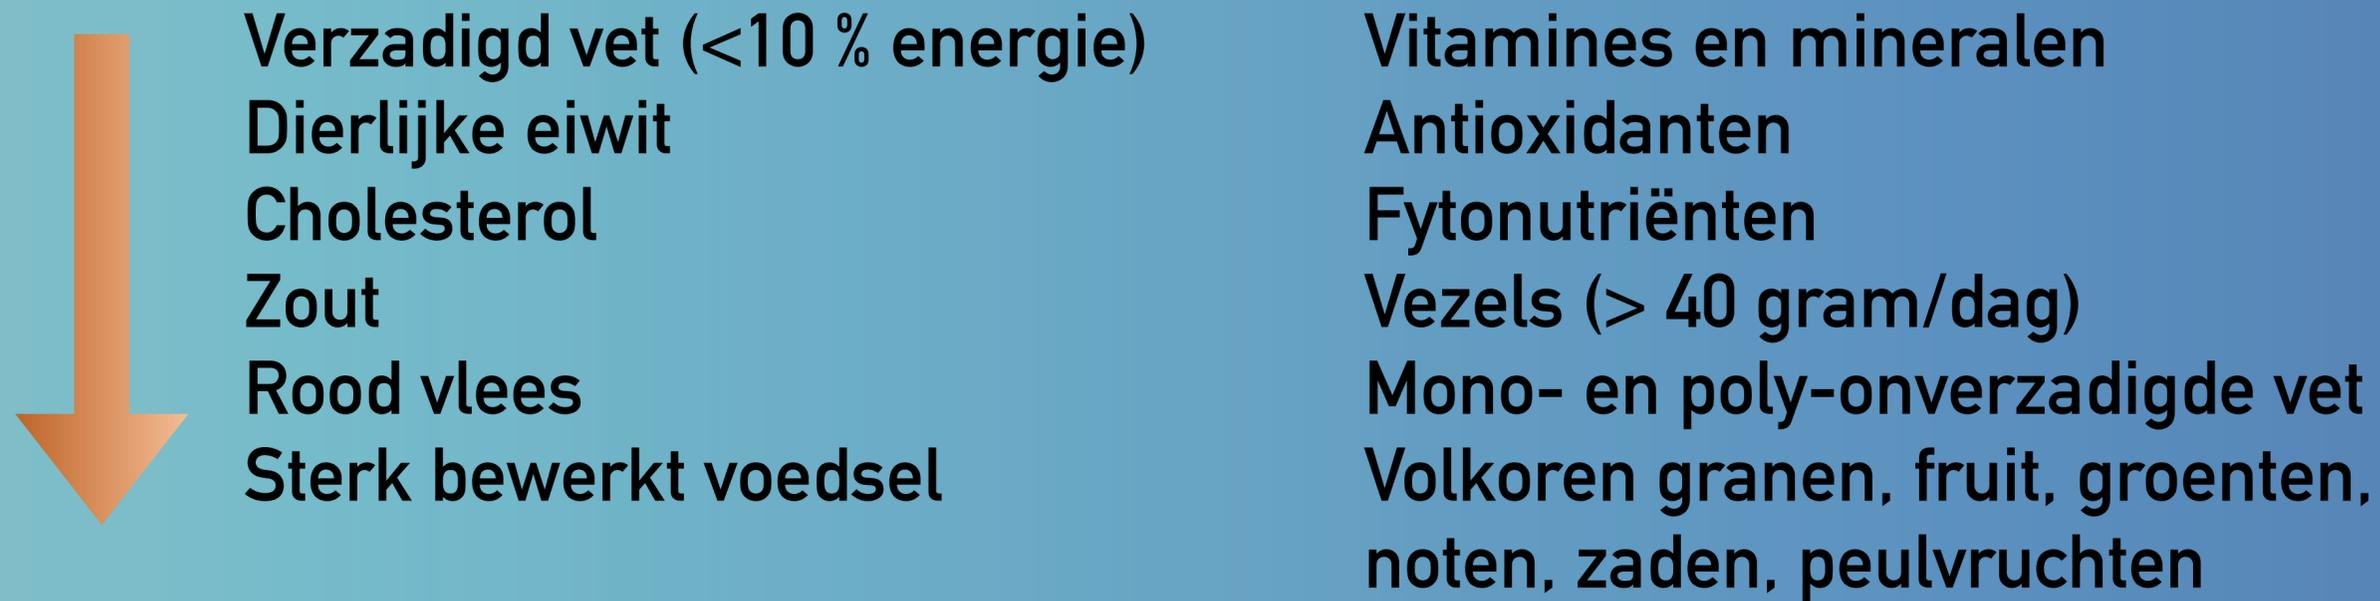 Verzadigd vet (<10 % energie)
Dierlijke eiwit
Cholesterol
Zout
Rood vlees
Sterk bewerkt voedsel
Vitamines en mineralen
Antioxidanten
Fytonutriënten
Vezels (> 40 gram/dag)
Mono- en poly-onverzadigde vet
Volkoren granen, fruit, groenten,
noten, zaden, peulvruchten